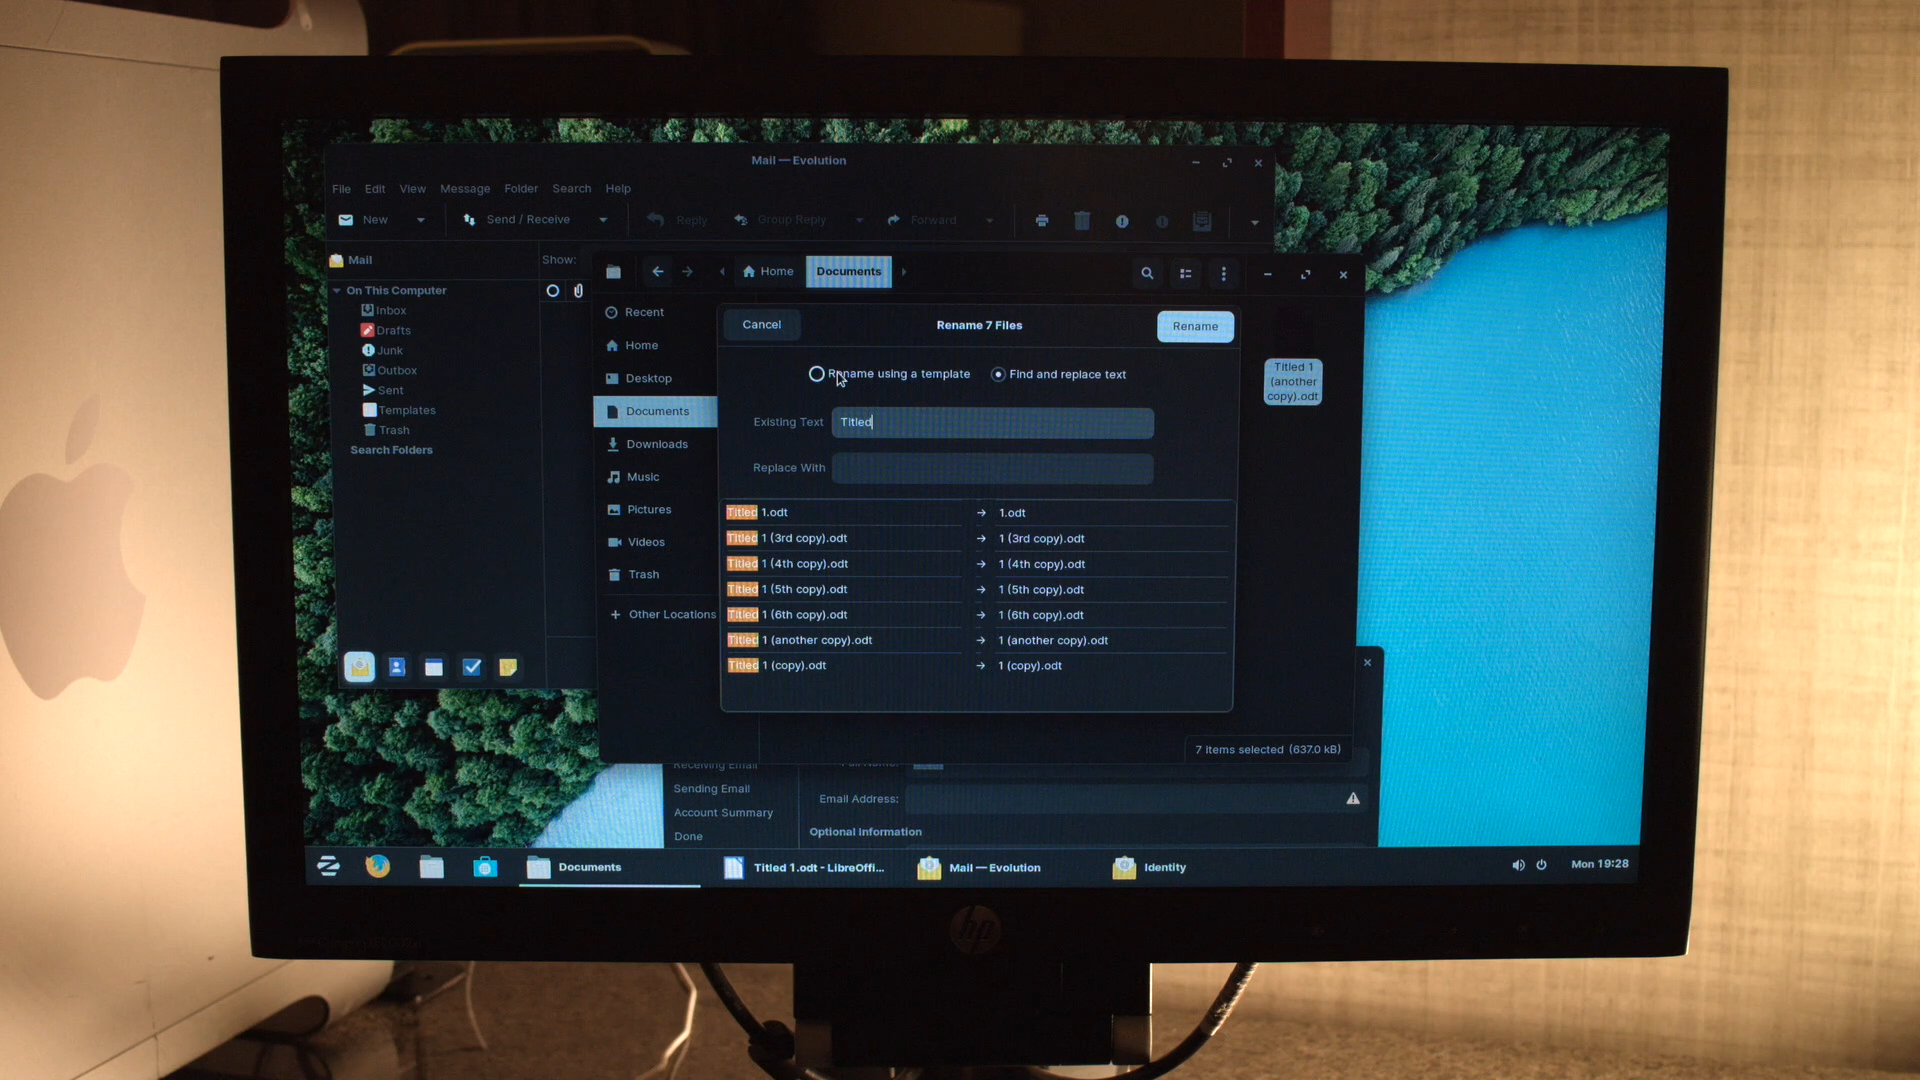 Mail — Evolution
File Edit View Message Folder Search Help
New Send / Receive Reply Group Reply Forward
Mail Show:
On This Computer
Inbox
Drafts
Junk
Outbox
Sent
Templates
Trash
Search Folders
Home Documents
Recent
Home
Desktop
Documents
Downloads
Music
Pictures
Videos
Trash
+ Other Locations
Cancel Rename 7 Files Rename
Rename using a template Find and replace text
Existing Text Titled
Replace With
Titled 1.odt → 1.odt
Titled 1 (3rd copy).odt → 1 (3rd copy).odt
Titled 1 (4th copy).odt → 1 (4th copy).odt
Titled 1 (5th copy).odt → 1 (5th copy).odt
Titled 1 (6th copy).odt → 1 (6th copy).odt
Titled 1 (another copy).odt → 1 (another copy).odt
Titled 1 (copy).odt → 1 (copy).odt
Titled 1
(another
copy).odt
7 items selected (637.0 kB)
Receiving Email
Sending Email
Account Summary
Done
Email Address:
Optional Information
Documents Titled 1.odt - LibreOffi... Mail — Evolution Identity Mon 19:28
hp